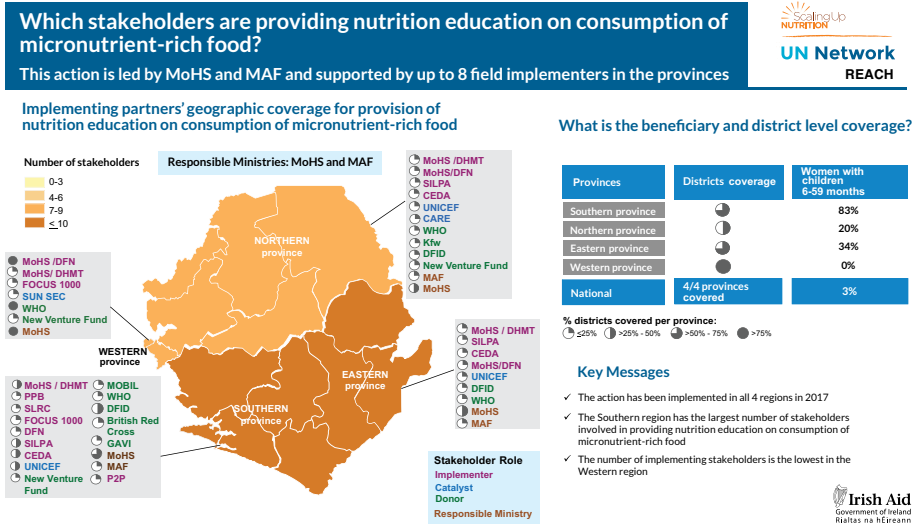 Which stakeholders are providing nutrition education on consumption of
micronutrient-rich food?
This action is led by MoHS and MAF and supported by up to 8 field implementers in the provinces
ScalingUp
NUTRITION
UN Network
REACH
Implementing partners' geographic coverage for provision of
nutrition education on consumption of micronutrient-rich food
Number of stakeholders
0-3
4-6
7-9
< 10
Responsible Ministries: MoHS and MAF
MoHS /DHMT
MoHS/DFN
SILPA
CEDA
UNICEF
CARE
WHO
Kfw
DFID
New Venture Fund
MAF
MoHS
NORTHERN
province
MoHS /DFN
MoHS/ DHMT
FOCUS 1000
SUN SEC
WHO
New Venture Fund
MoHS
WESTERN
province
MoHS / DHMT
SILPA
CEDA
MoHS/DFN
UNICEF
DFID
WHO
MoHS
MAF
EASTERN
province
SOUTHERN
province
MoHS / DHMT
PPB
SLRC
FOCUS 1000
DFN
SILPA
CEDA
UNICEF
New Venture
Fund
MOBIL
WHO
DFID
British Red
Cross
GAVI
MoHS
MAF
P2P
Stakeholder Role
Implementer
Catalyst
Donor
Responsible Ministry
What is the beneficiary and district level coverage?
Provinces Districts coverage Women with
children
6-59 months
Southern province 83%
Northern province 20%
Eastern province 34%
Western province 0%
National 4/4 provinces
covered 3%
% districts covered per province:
≤25% >25% - 50% >50% - 75% >75%
Key Messages
✓ The action has been implemented in all 4 regions in 2017
✓ The Southern region has the largest number of stakeholders
involved in providing nutrition education on consumption of
micronutrient-rich food
✓ The number of implementing stakeholders is the lowest in the
Western region
Irish Aid
Government of Ireland
Rialtas na hÉireann